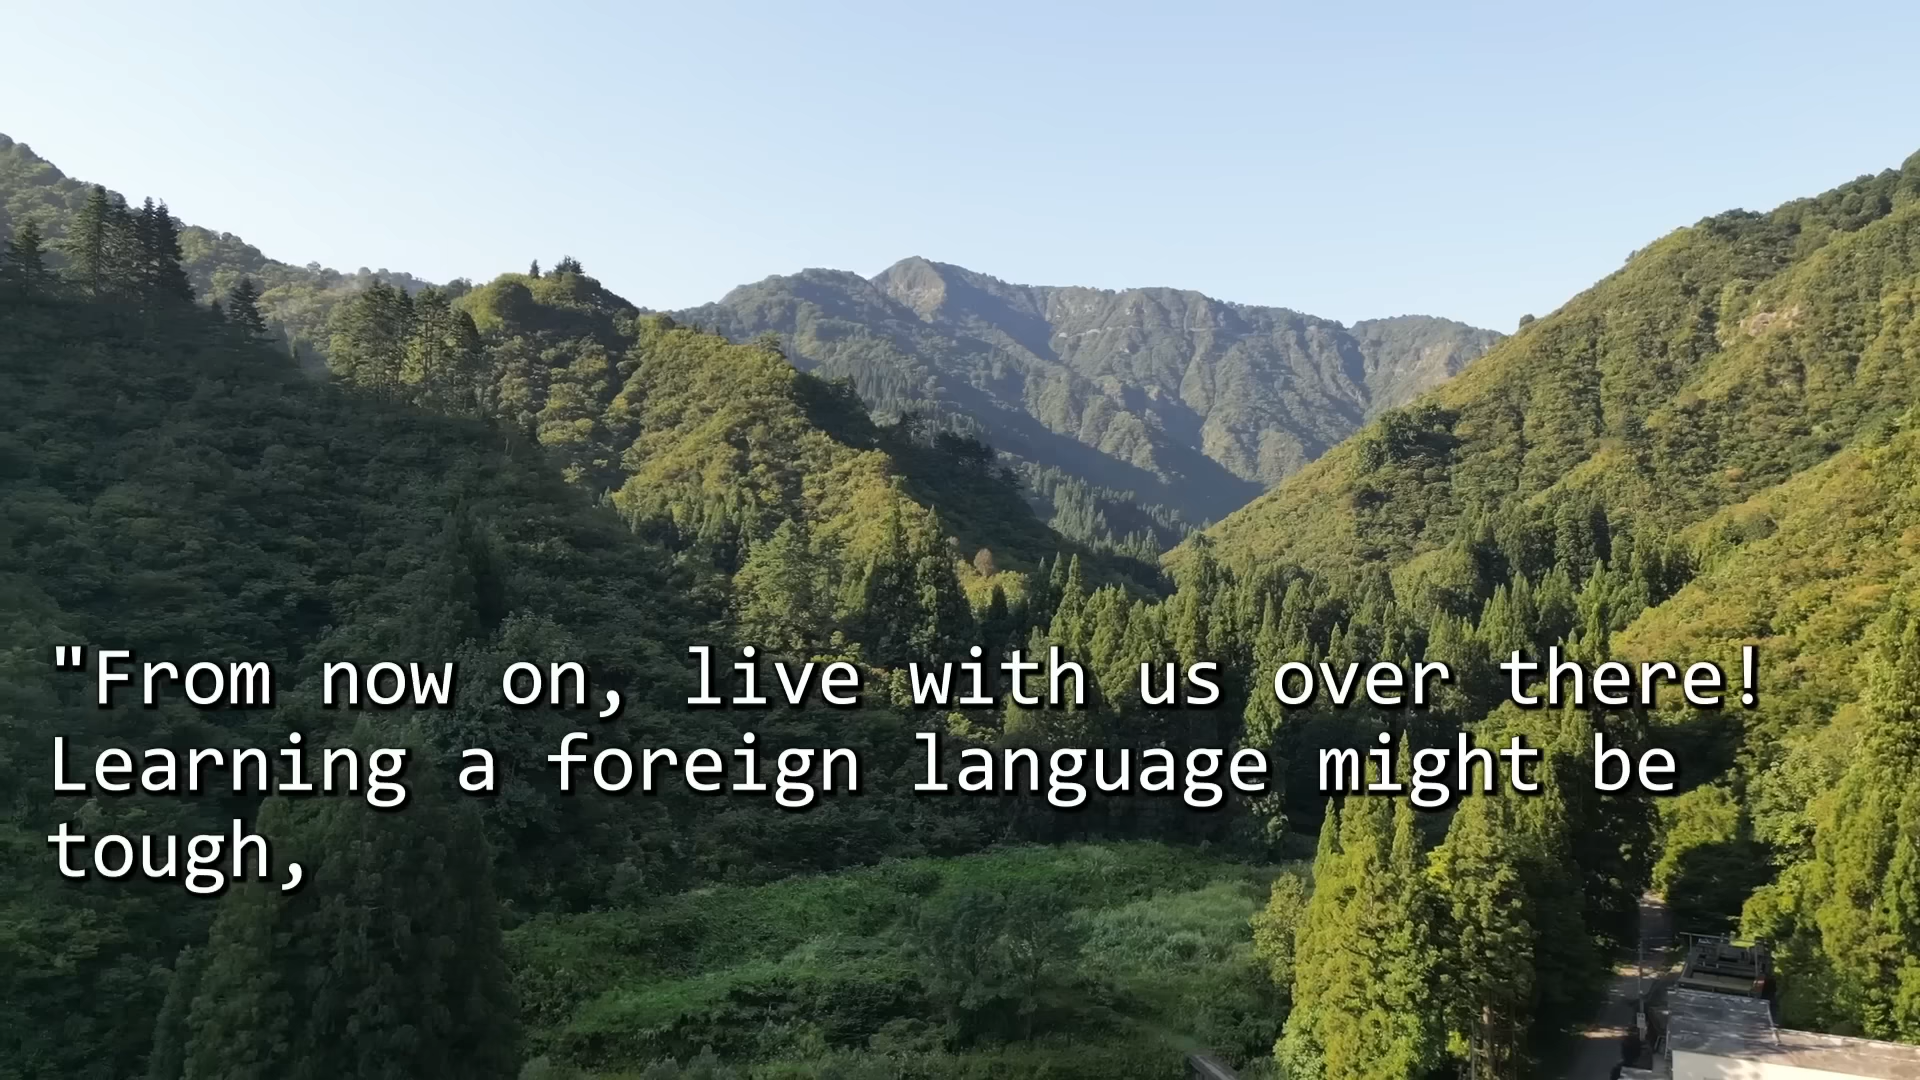 "From now on, live with us over there!
Learning a foreign language might be
tough,